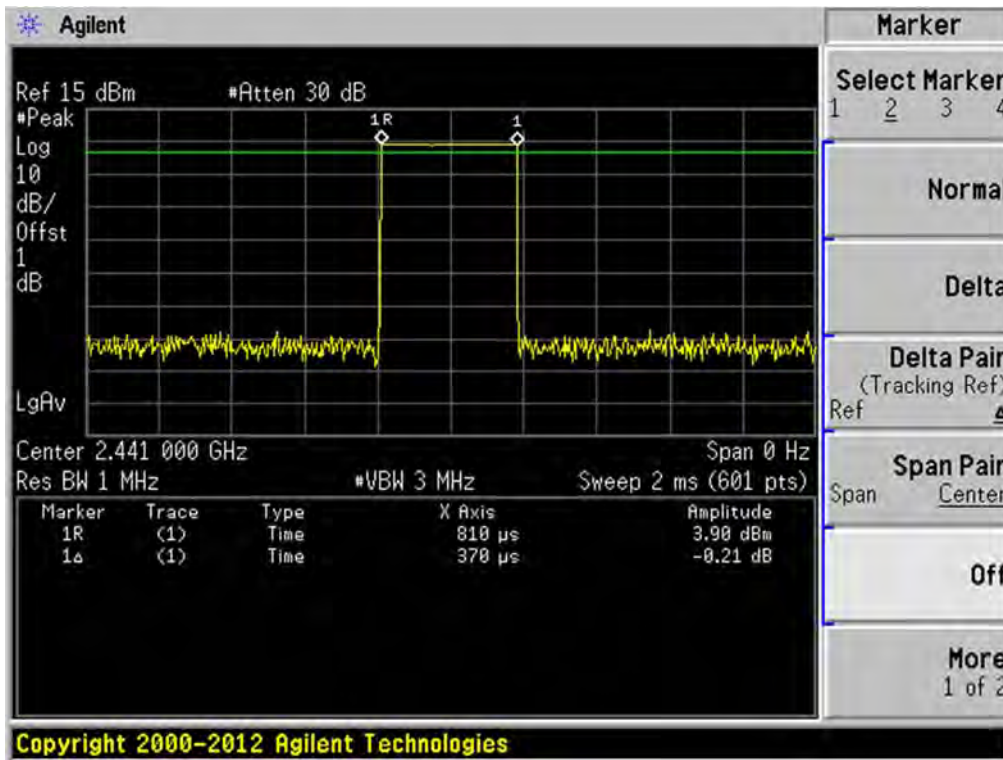 Agilent
Marker
Ref 15 dBm #Atten 30 dB
#Peak
Log
10
dB/
Offst
1
dB
LgAv
1R 1
Center 2.441 000 GHz Span 0 Hz
Res BW 1 MHz #VBW 3 MHz Sweep 2 ms (601 pts)
Marker Trace Type X Axis Amplitude
1R (1) Time 810 µs 3.90 dBm
1Δ (1) Time 370 µs -0.21 dB
Select Marker
1 2 3 4
Norma
Delta
Delta Pair
(Tracking Ref)
Ref
Span Pair
Span Center
Off
More
1 of 2
Copyright 2000-2012 Agilent Technologies